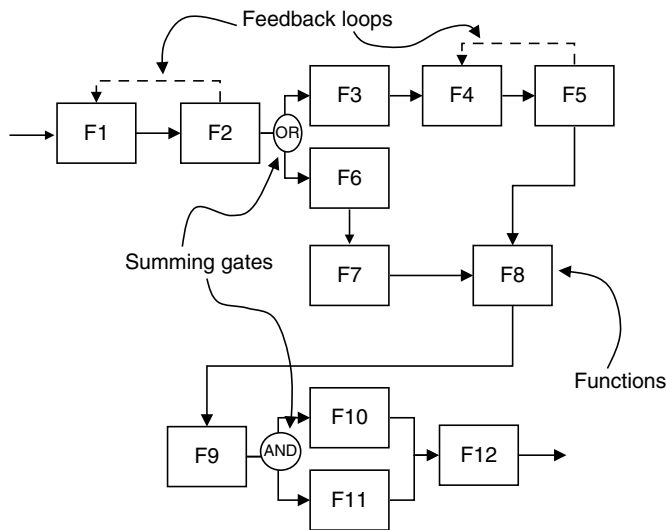 Feedback loops
F3
F4
F5
F1
F2
OR
F6
Summing gates
F7
F8
Functions
F10
F9
AND
F12
F11